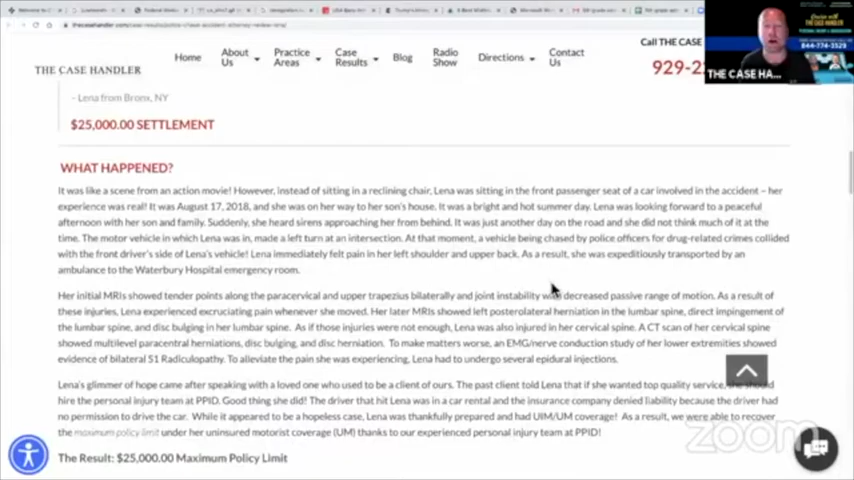 Home
About Us
Practice Areas
Case Results
Blog
Radio Show
Directions
Contact Us
Call THE CASE
929-2
THE CASE HANDLER
844-774-3529
THE CASE HA...
- Lena from Bronx, NY
$25,000.00 SETTLEMENT
WHAT HAPPENED?
It was like a scene from an action movie! However, instead of sitting in a reclining chair, Lena was sitting in the front passenger seat of a car involved in the accident – her
experience was real! It was August 17, 2018, and she was on her way to her son's house. It was a bright and hot summer day. Lena was looking forward to a peaceful
afternoon with her son and family. Suddenly, she heard sirens approaching her from behind. It was just another day on the road and she did not think much of it at the
time. The motor vehicle in which Lena was in, made a left turn at an intersection. At that moment, a vehicle being chased by police officers for drug-related crimes collided
with the front driver's side of Lena's vehicle! Lena immediately felt pain in her left shoulder and upper back. As a result, she was expeditiously transported by an
ambulance to the Waterbury Hospital emergency room.
Her initial MRIs showed tender points along the paracervical and upper trapezius bilaterally and joint instability with decreased passive range of motion. As a result of
these injuries, Lena experienced excruciating pain whenever she moved. Her later MRIs showed left posterolateral herniation in the lumbar spine, direct impingement of
the lumbar spine, and disc bulging in her lumbar spine. As if those injuries were not enough, Lena was also injured in her cervical spine. A CT scan of her cervical spine
showed multilevel paracentral herniations, disc bulging, and disc herniation. To make matters worse, an EMG/nerve conduction study of her lower extremities showed
evidence of bilateral S1 Radiculopathy. To alleviate the pain she was experiencing, Lena had to undergo several epidural injections.
Lena's glimmer of hope came after speaking with a loved one who used to be a client of ours. The past client told Lena that if she wanted top quality service, she should
hire the personal injury team at PPID. Good thing she did! The driver that hit Lena was in a car rental and the insurance company denied liability because the driver had
no permission to drive the car. While it appeared to be a hopeless case, Lena was thankfully prepared and had UIM/UM coverage! As a result, we were able to recover
the maximum policy limit under her uninsured motorist coverage (UM) thanks to our experienced personal injury team at PPID!
The Result: $25,000.00 Maximum Policy Limit
zoom